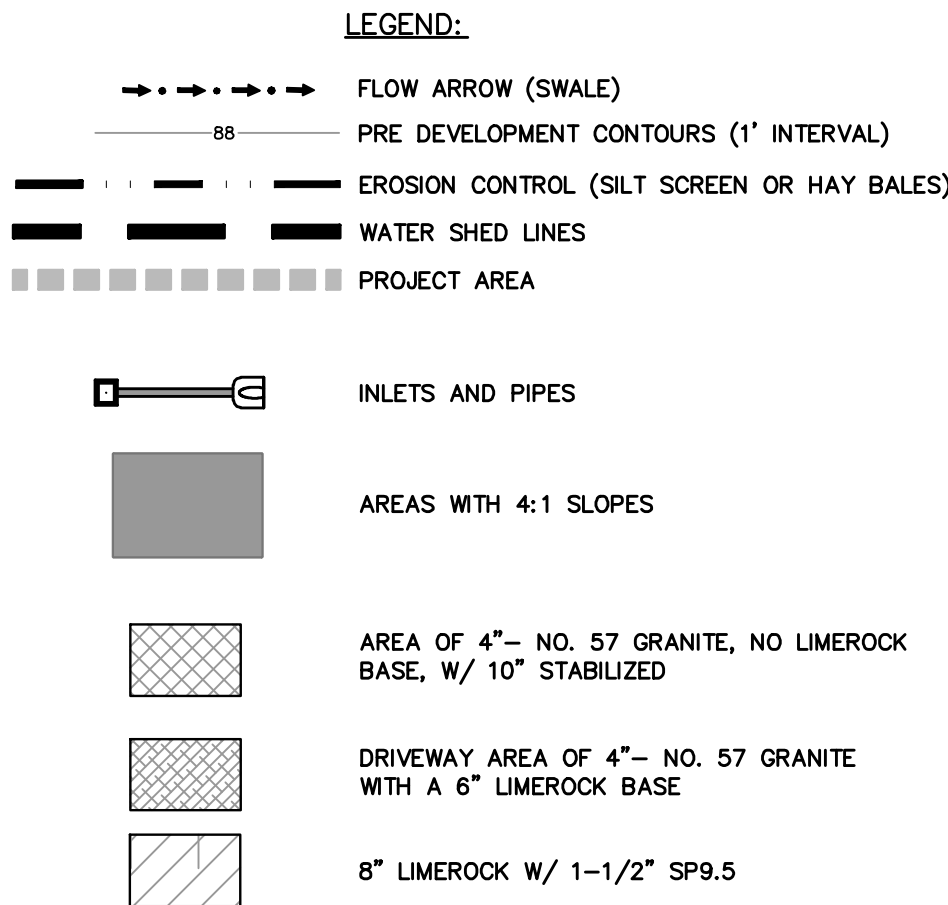 LEGEND:
FLOW ARROW (SWALE)
88
PRE DEVELOPMENT CONTOURS (1' INTERVAL)
EROSION CONTROL (SILT SCREEN OR HAY BALES)
WATER SHED LINES
PROJECT AREA
INLETS AND PIPES
AREAS WITH 4:1 SLOPES
AREA OF 4"– NO. 57 GRANITE, NO LIMEROCK
BASE, W/ 10" STABILIZED
DRIVEWAY AREA OF 4"– NO. 57 GRANITE
WITH A 6" LIMEROCK BASE
8" LIMEROCK W/ 1–1/2" SP9.5